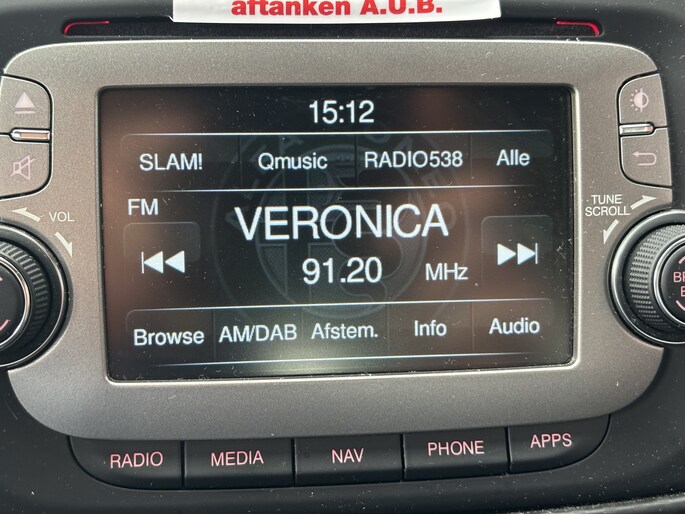 aftanken A.U.B.
15:12
SLAM! Qmusic RADIO538 Alle
FM
VERONICA
91.20 MHz
Browse AM/DAB Afstem. Info Audio
VOL
TUNE
SCROLL
RADIO MEDIA NAV PHONE APPS